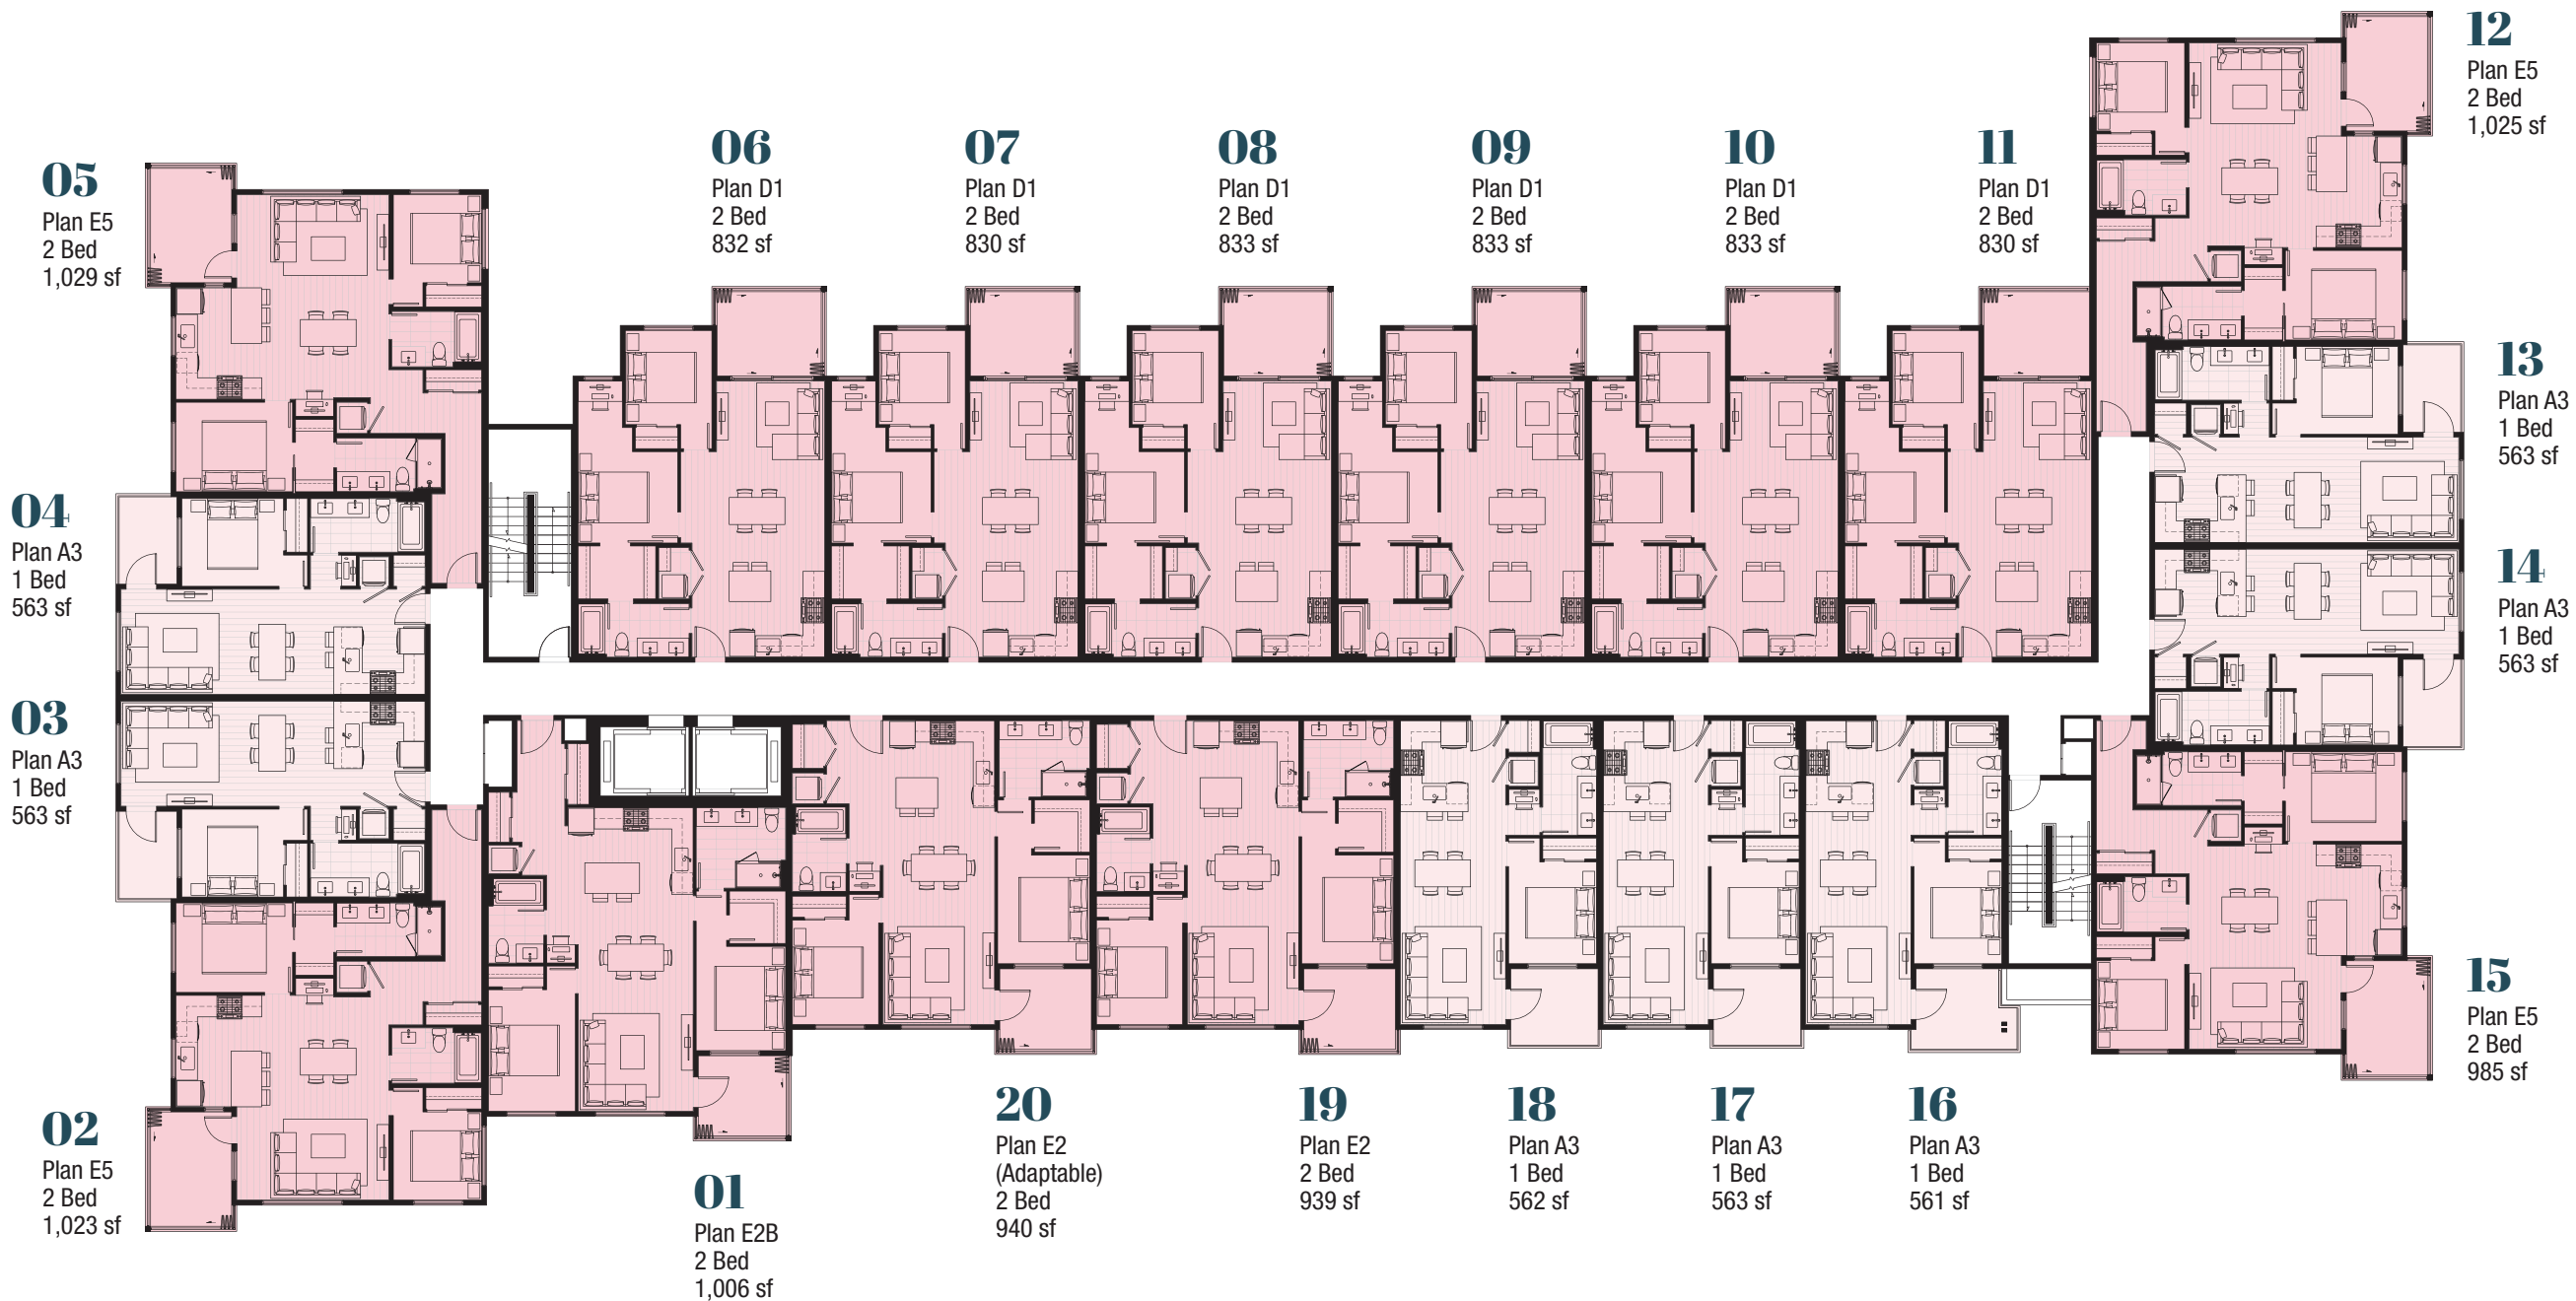 12
Plan E5
2 Bed
1,025 sf
05
Plan E5
2 Bed
1,029 sf
06
Plan D1
2 Bed
832 sf
07
Plan D1
2 Bed
830 sf
08
Plan D1
2 Bed
833 sf
09
Plan D1
2 Bed
833 sf
10
Plan D1
2 Bed
833 sf
11
Plan D1
2 Bed
830 sf
13
Plan A3
1 Bed
563 sf
04
Plan A3
1 Bed
563 sf
14
Plan A3
1 Bed
563 sf
03
Plan A3
1 Bed
563 sf
15
Plan E5
2 Bed
985 sf
02
Plan E5
2 Bed
1,023 sf
01
Plan E2B
2 Bed
1,006 sf
20
Plan E2
(Adaptable)
2 Bed
940 sf
19
Plan E2
2 Bed
939 sf
18
Plan A3
1 Bed
562 sf
17
Plan A3
1 Bed
563 sf
16
Plan A3
1 Bed
561 sf